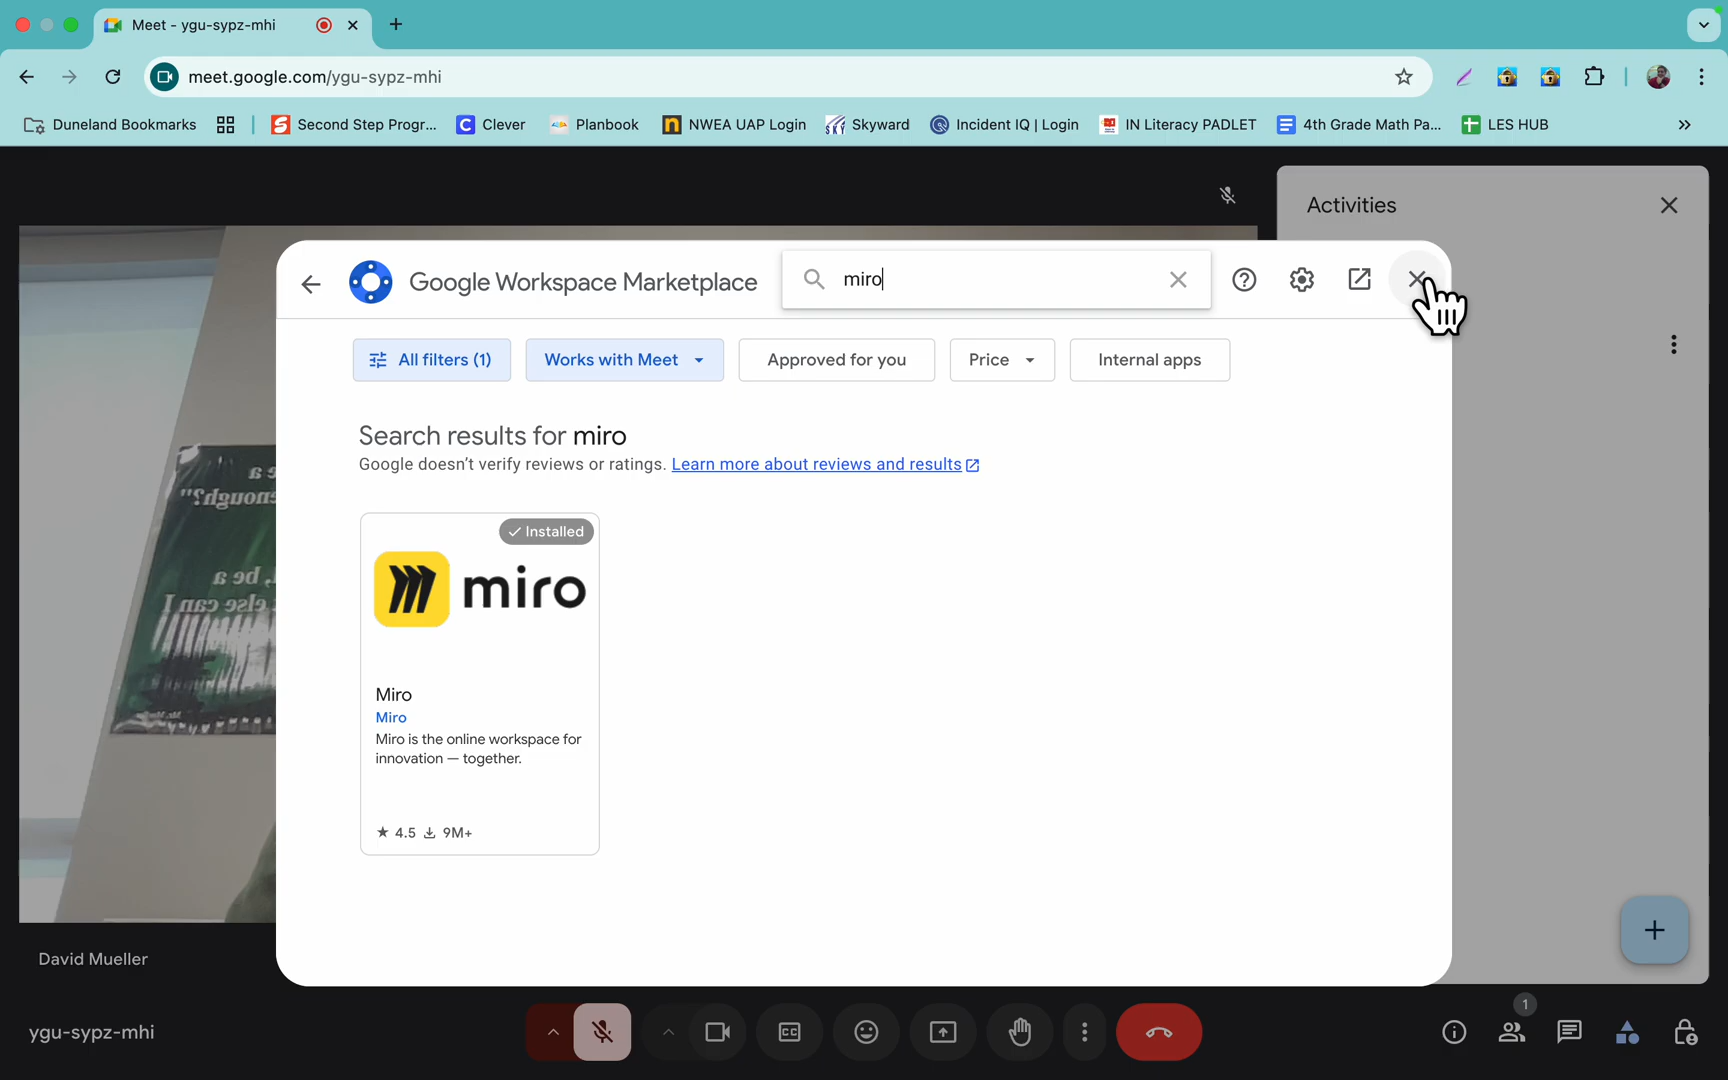 Meet - ygu-sypz-mhi
meet.google.com/ygu-sypz-mhi
Duneland Bookmarks
Second Step Progr...
Clever
Planbook
NWEA UAP Login
Skyward
Incident IQ | Login
IN Literacy PADLET
4th Grade Math Pa...
LES HUB
Activities
Google Workspace Marketplace
miro
All filters (1)
Works with Meet
Approved for you
Price
Internal apps
Search results for miro
Google doesn't verify reviews or ratings. Learn more about reviews and results
Installed
miro
Miro
Miro
Miro is the online workspace for
innovation — together.
4.5 9M+
be a
else can I
David Mueller
ygu-sypz-mhi
CC
1